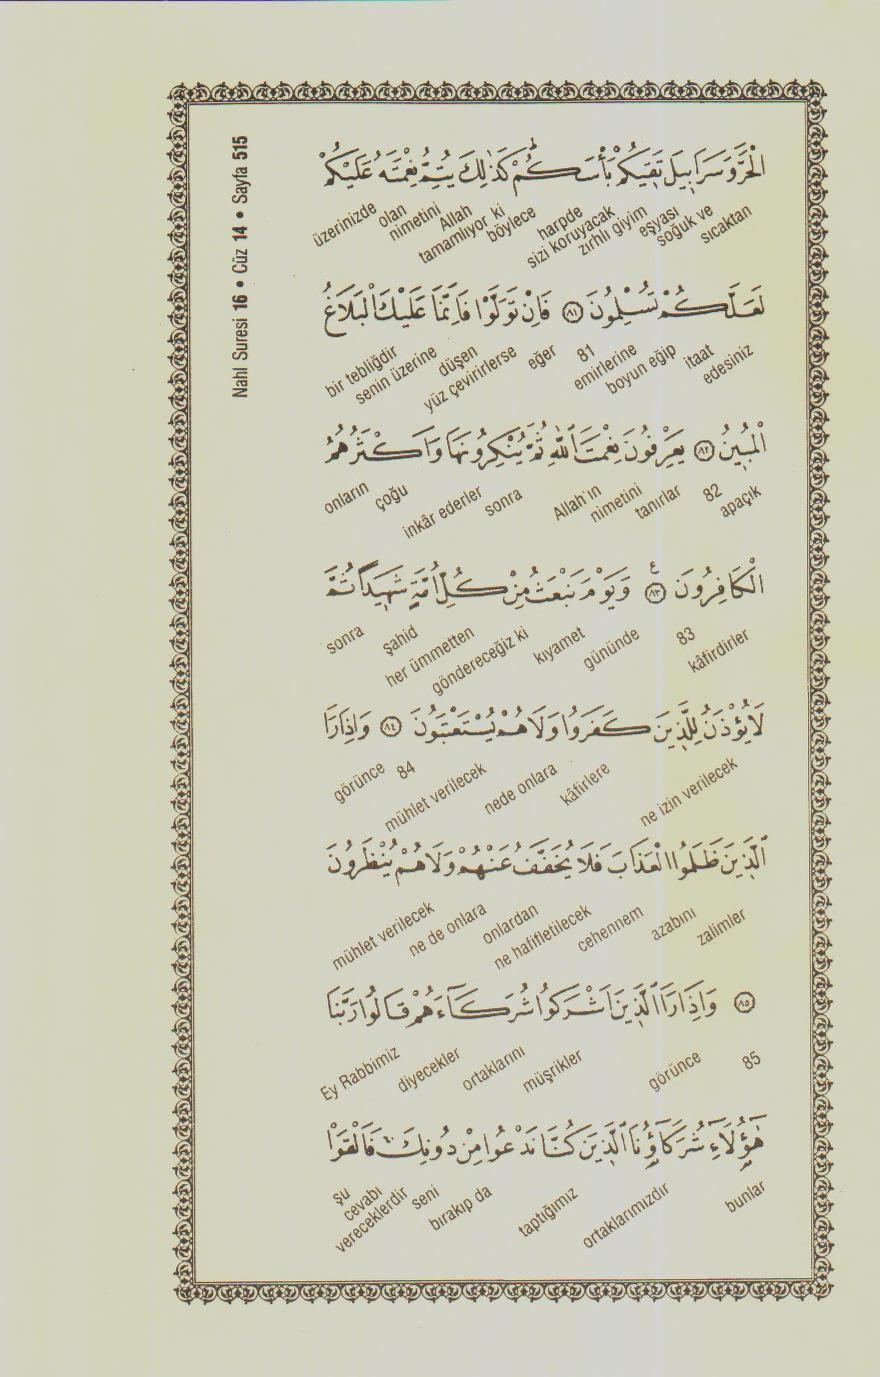 Nahl Suresi 16 • Cüz 14 • Sayfa 515
الْحَرَّ وَسَرَابِيلَ تَقِيكُمْ بَأْسَكُمْ كَذٰلِكَ يُتِمُّ نِعْمَتَهُ عَلَيْكُمْ
sıcaktan soğuk ve eşyası zırhlı giyim sizi koruyacak harpde böylece tamamlıyor ki Allah nimetini olan üzerinizde
لَعَلَّكُمْ تُسْلِمُونَ ﴿٨١﴾ فَاِنْ تَوَلَّوْا فَاِنَّمَا عَلَيْكَ الْبَلَاغُ
edesiniz itaat boyun eğip emirlerine 81 eğer yüz çevirirlerse düşen senin üzerine bir tebliğdir
الْمُبِينُ ﴿٨٢﴾ يَعْرِفُونَ نِعْمَتَ اللّٰهِ ثُمَّ يُنْكِرُونَهَا وَاَكْثَرُهُمُ
apaçık 82 tanırlar nimetini Allah'ın sonra inkâr ederler çoğu onların
الْكَافِرُونَ ﴿٨٣﴾ ع وَيَوْمَ نَبْعَثُ مِنْ كُلِّ اُمَّةٍ شَهِيدًا ثُمَّ
kâfirdirler 83 gününde kıyamet göndereceğiz ki her ümmetten şahid sonra
لَا يُؤْذَنُ لِلَّذِينَ كَفَرُوا وَلَا هُمْ يُسْتَعْتَبُونَ ﴿٨٤﴾ وَاِذَا رَاَ
ne izin verilecek kâfirlere nede onlara mühlet verilecek 84 görünce
الَّذِينَ ظَلَمُوا الْعَذَابَ فَلَا يُخَفَّفُ عَنْهُمْ وَلَا هُمْ يُنْظَرُونَ
zalimler azabını cehennem ne hafifletilecek onlardan ne de onlara mühlet verilecek
﴿٨٥﴾ وَاِذَا رَاَ الَّذِينَ اَشْرَكُوا شُرَكَاءَهُمْ قَالُوا رَبَّنَا
85 görünce müşrikler ortaklarını diyecekler Ey Rabbimiz
هٰؤُلَاءِ شُرَكَاؤُنَا الَّذِينَ كُنَّا نَدْعُوا مِنْ دُونِكَ فَاَلْقَوْا
bunlar ortaklarımızdır taptığımız bırakıp da seni vereceklerdir cevabı şu